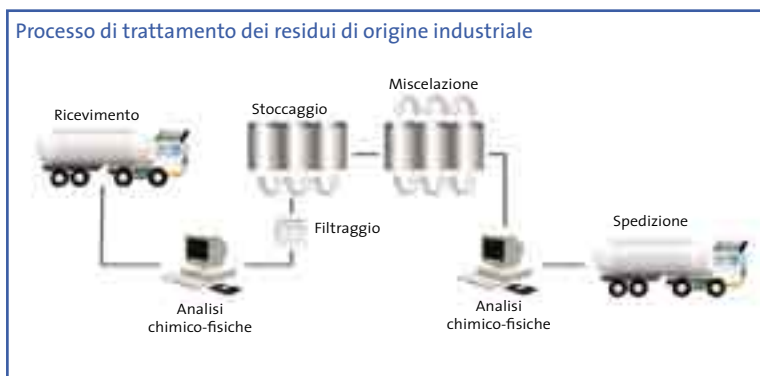 Processo di trattamento dei residui di origine industriale
Ricevimento
Stoccaggio
Miscelazione
Filtraggio
Spedizione
Analisi
chimico-fisiche
Analisi
chimico-fisiche